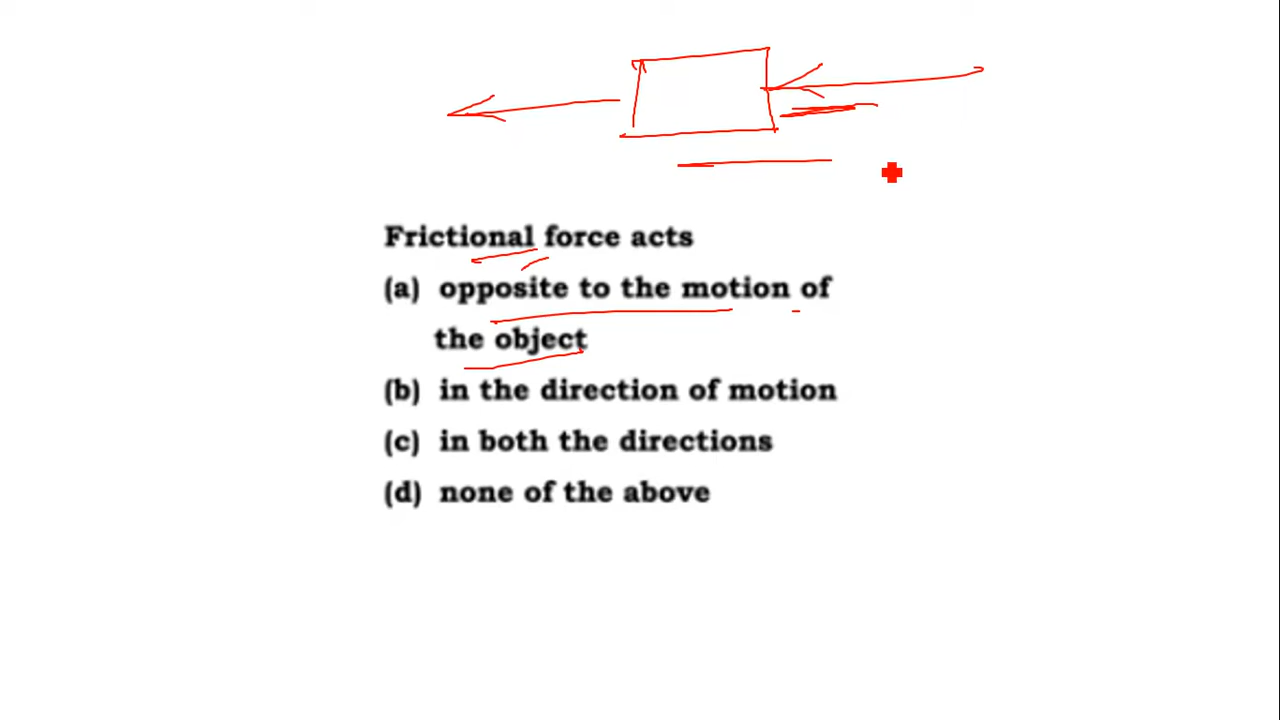 Frictional force acts
(a) opposite to the motion of
the object
(b) in the direction of motion
(c) in both the directions
(d) none of the above